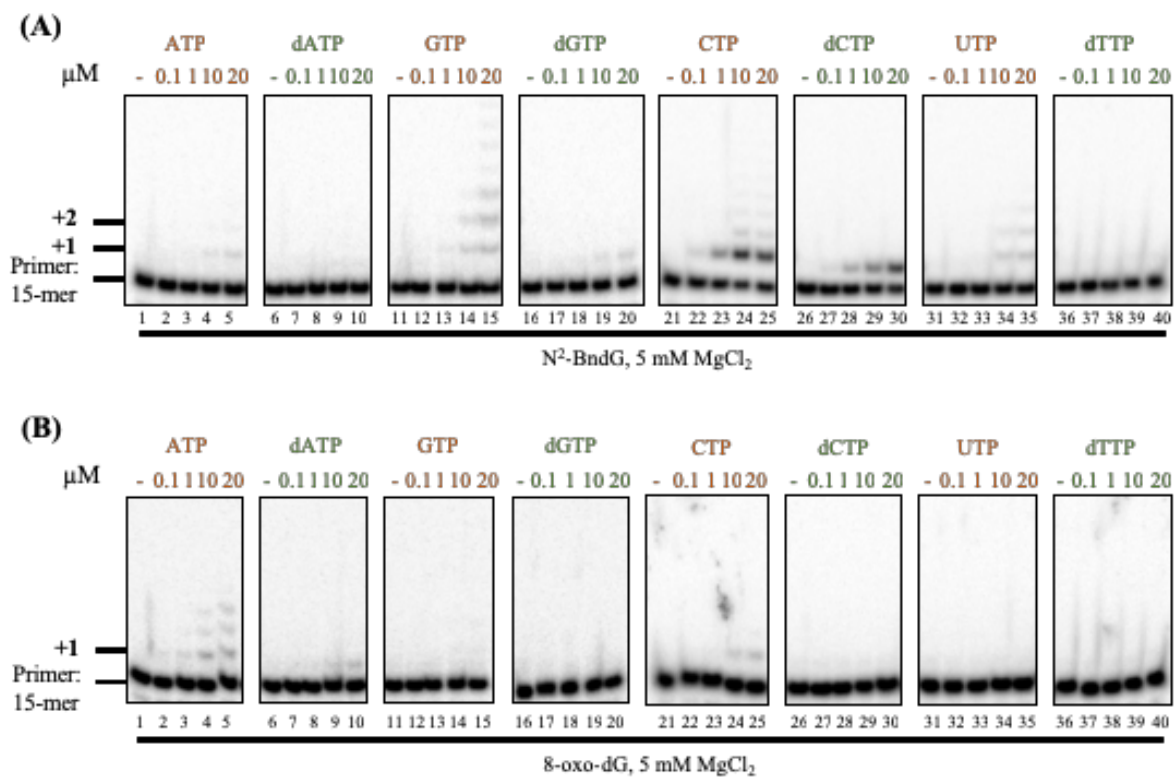 (A)
ATP dATP GTP dGTP CTP dCTP UTP dTTP
µM - 0.1 1 10 20 - 0.1 1 10 20 - 0.1 1 10 20 - 0.1 1 10 20 - 0.1 1 10 20 - 0.1 1 10 20 - 0.1 1 10 20 - 0.1 1 10 20
+2
+1
Primer:
15-mer
1 2 3 4 5 6 7 8 9 10 11 12 13 14 15 16 17 18 19 20 21 22 23 24 25 26 27 28 29 30 31 32 33 34 35 36 37 38 39 40
N²-BndG, 5 mM MgCl₂
(B)
ATP dATP GTP dGTP CTP dCTP UTP dTTP
µM - 0.1 1 10 20 - 0.1 1 10 20 - 0.1 1 10 20 - 0.1 1 10 20 - 0.1 1 10 20 - 0.1 1 10 20 - 0.1 1 10 20 - 0.1 1 10 20
+1
Primer:
15-mer
1 2 3 4 5 6 7 8 9 10 11 12 13 14 15 16 17 18 19 20 21 22 23 24 25 26 27 28 29 30 31 32 33 34 35 36 37 38 39 40
8-oxo-dG, 5 mM MgCl₂